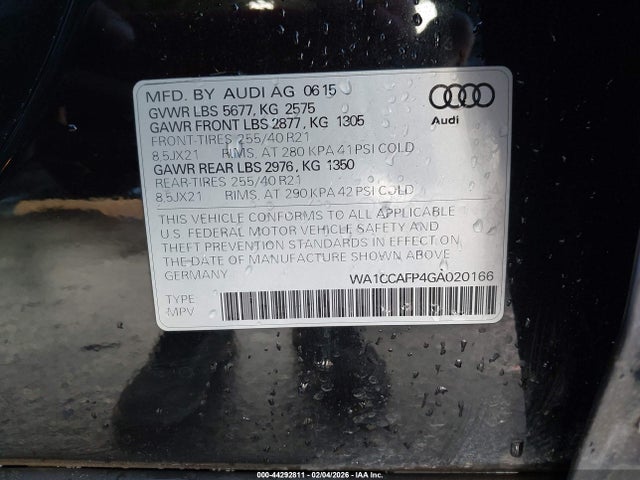 MFD. BY AUDI AG 06 15
GVWR LBS 5677, KG 2575
GAWR FRONT LBS 2877, KG 1305
FRONT-TIRES 255/40 R21
8,5JX21 RIMS, AT 280 KPA 41 PSI COLD
GAWR REAR LBS 2976, KG 1350
REAR-TIRES 255/40 R21
8,5JX21 RIMS, AT 290 KPA 42 PSI COLD
Audi
THIS VEHICLE CONFORMS TO ALL APPLICABLE
U.S. FEDERAL MOTOR VEHICLE SAFETY AND
THEFT PREVENTION STANDARDS IN EFFECT ON
THE DATE OF MANUFACTURE SHOWN ABOVE
GERMANY WA1CCAFP4GA020166
TYPE
MPV
000-44292811 - 02/04/2026 - IAA Inc.